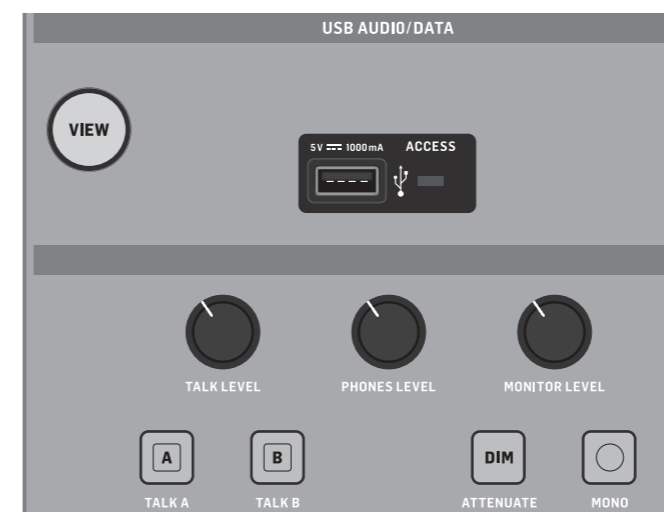 USB AUDIO/DATA
VIEW
5V 1000mA ACCESS
TALK LEVEL PHONES LEVEL MONITOR LEVEL
A B DIM
TALK A TALK B ATTENUATE MONO